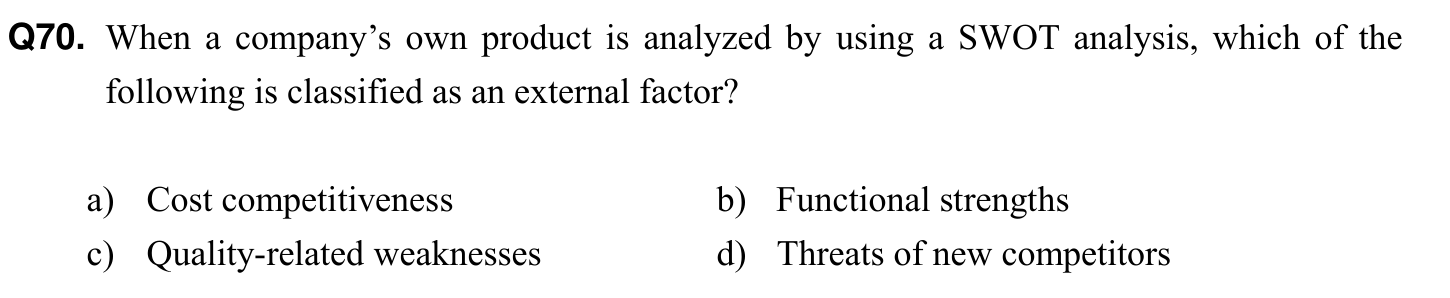 Q70. When a company’s own product is analyzed by using a SWOT analysis, which of the
following is classified as an external factor?
a) Cost competitiveness b) Functional strengths
c) Quality-related weaknesses d) Threats of new competitors